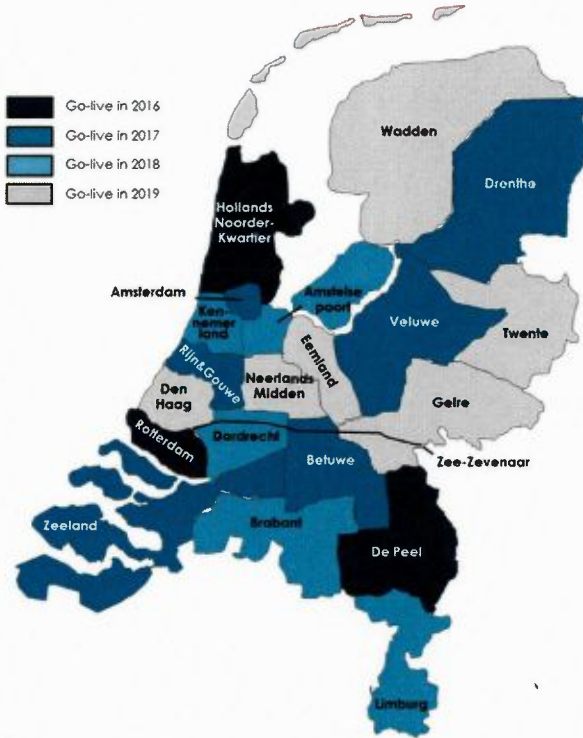 Go-live in 2016
Go-live in 2017
Go-live in 2018
Go-live in 2019
Wadden
Drenthe
Hollands
Noorder-
Kwartier
Amsterdam
Amstelse
poort
Ken-
nemer
land
Veluwe
Twente
Eemland
Rijn&Gouwe
Neerlands
Midden
Den
Haag
Gelre
Rotterdam
Dordrecht
Betuwe
Zee-Zevenaar
Zeeland
Brabant
De Peel
Limburg